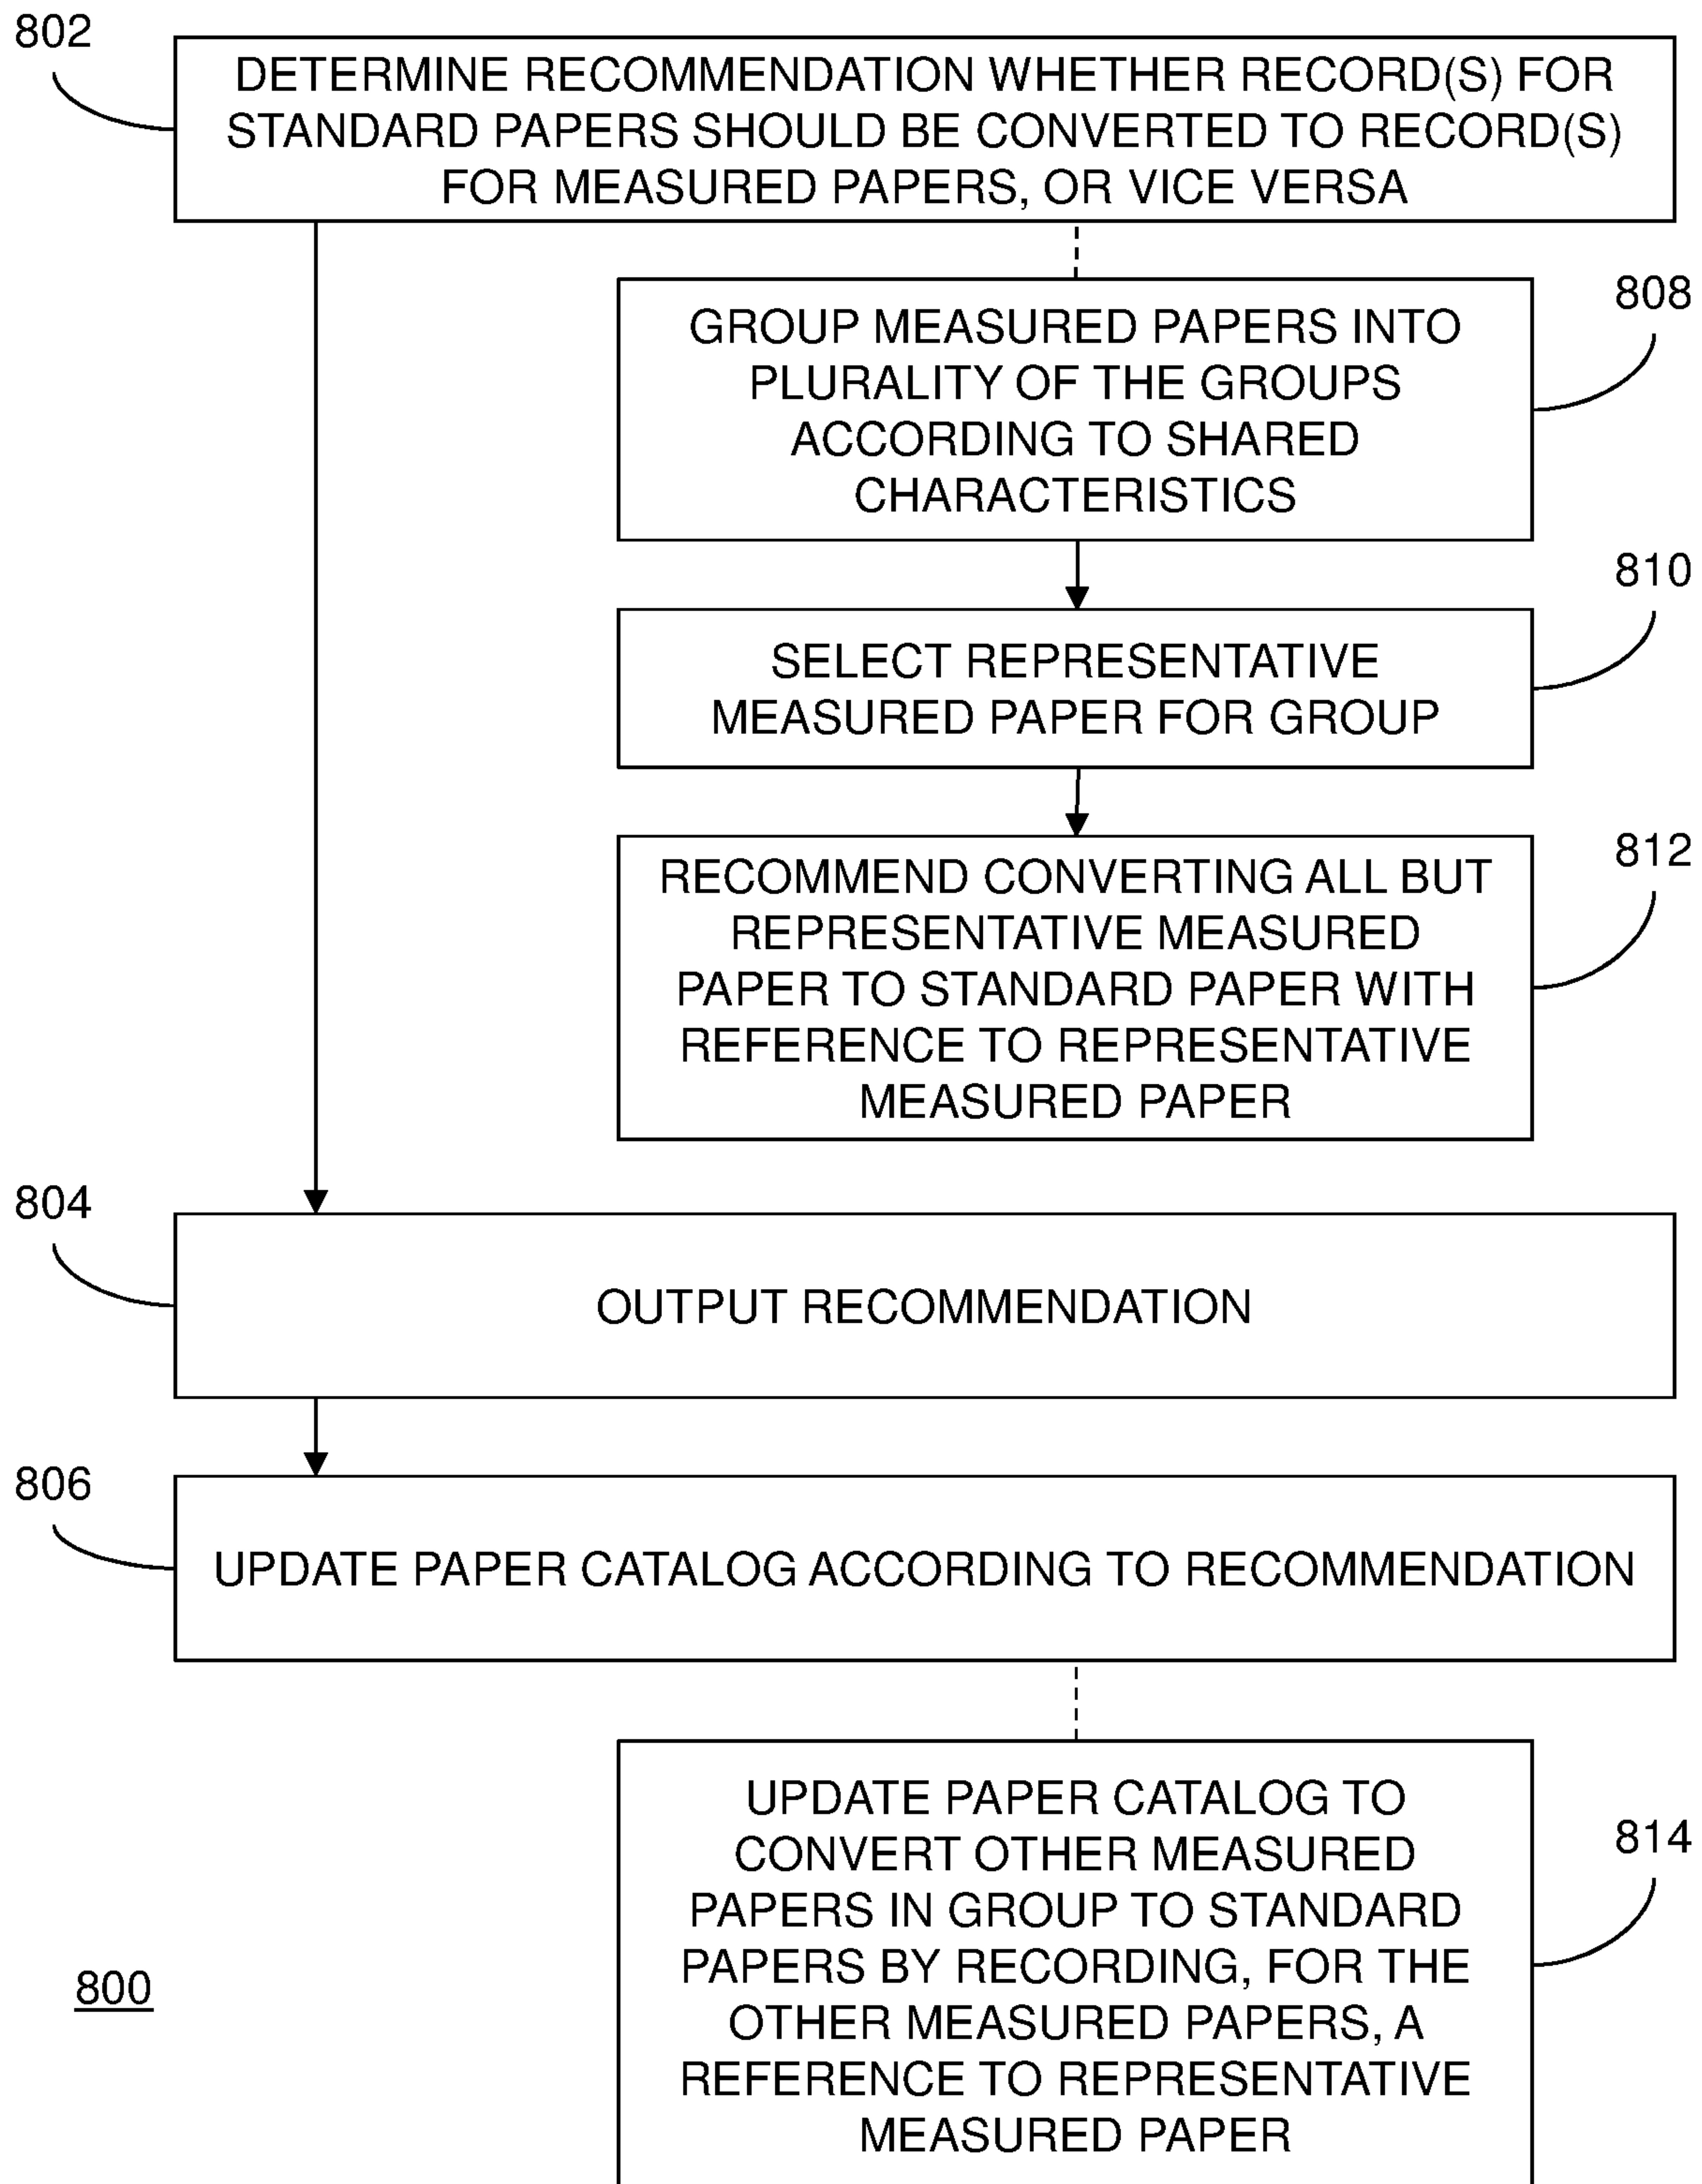 802
DETERMINE RECOMMENDATION WHETHER RECORD(S) FOR
STANDARD PAPERS SHOULD BE CONVERTED TO RECORD(S)
FOR MEASURED PAPERS, OR VICE VERSA
808
GROUP MEASURED PAPERS INTO
PLURALITY OF THE GROUPS
ACCORDING TO SHARED
CHARACTERISTICS
810
SELECT REPRESENTATIVE
MEASURED PAPER FOR GROUP
812
RECOMMEND CONVERTING ALL BUT
REPRESENTATIVE MEASURED
PAPER TO STANDARD PAPER WITH
REFERENCE TO REPRESENTATIVE
MEASURED PAPER
804
OUTPUT RECOMMENDATION
806
UPDATE PAPER CATALOG ACCORDING TO RECOMMENDATION
814
UPDATE PAPER CATALOG TO
CONVERT OTHER MEASURED
PAPERS IN GROUP TO STANDARD
PAPERS BY RECORDING, FOR THE
OTHER MEASURED PAPERS, A
REFERENCE TO REPRESENTATIVE
MEASURED PAPER
800